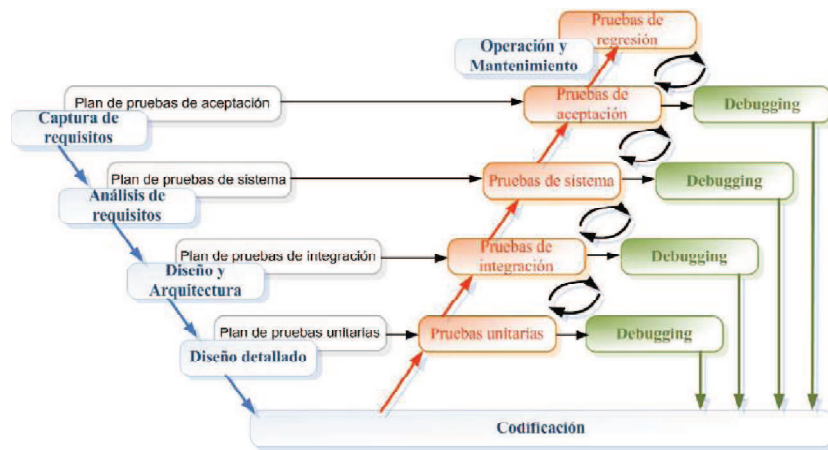 Pruebas de
regresión
Operación y
Mantenimiento
Plan de pruebas de aceptación
Pruebas de
aceptación
Debugging
Captura de
requisitos
Plan de pruebas de sistema
Pruebas de sistema
Debugging
Análisis de
requisitos
Plan de pruebas de integración
Pruebas de
integración
Debugging
Diseño y
Arquitectura
Plan de pruebas unitarias
Pruebas unitarias
Debugging
Diseño detallado
Codificación